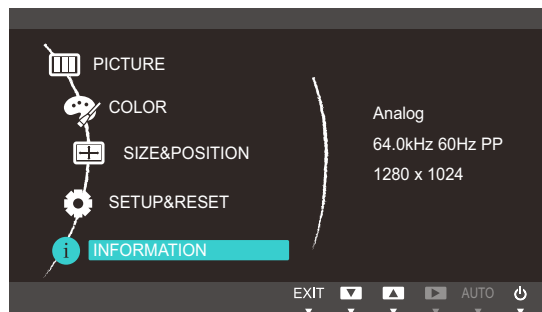 PICTURE
COLOR
SIZE&POSITION
SETUP&RESET
i INFORMATION
Analog
64.0kHz 60Hz PP
1280 x 1024
EXIT AUTO